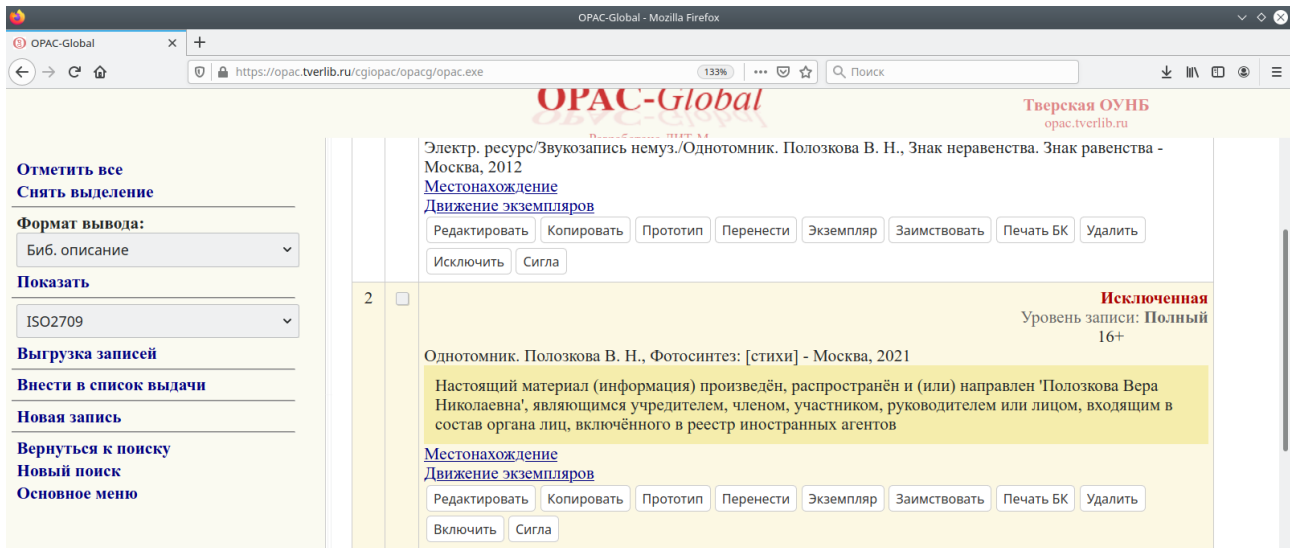 OPAC-Global - Mozilla Firefox
OPAC-Global
https://opac.tverlib.ru/cgiopac/opacg/opac.exe
133%
Поиск
OPAC-Global
Тверская ОУНБ
opac.tverlib.ru
Отметить все
Снять выделение
Формат вывода:
Биб. описание
Показать
ISO2709
Выгрузка записей
Внести в список выдачи
Новая запись
Вернуться к поиску
Новый поиск
Основное меню
Электр. ресурс/Звукозапись немуз./Однотомник. Полозкова В. Н., Знак неравенства. Знак равенства -
Москва, 2012
Местонахождение
Движение экземпляров
Редактировать Копировать Прототип Перенести Экземпляр Заимствовать Печать БК Удалить
Исключить Сигла
2
Исключенная
Уровень записи: Полный
16+
Однотомник. Полозкова В. Н., Фотосинтез: [стихи] - Москва, 2021
Настоящий материал (информация) произведён, распространён и (или) направлен 'Полозкова Вера
Николаевна', являющимся учредителем, членом, участником, руководителем или лицом, входящим в
состав органа лиц, включённого в реестр иностранных агентов
Местонахождение
Движение экземпляров
Редактировать Копировать Прототип Перенести Экземпляр Заимствовать Печать БК Удалить
Включить Сигла